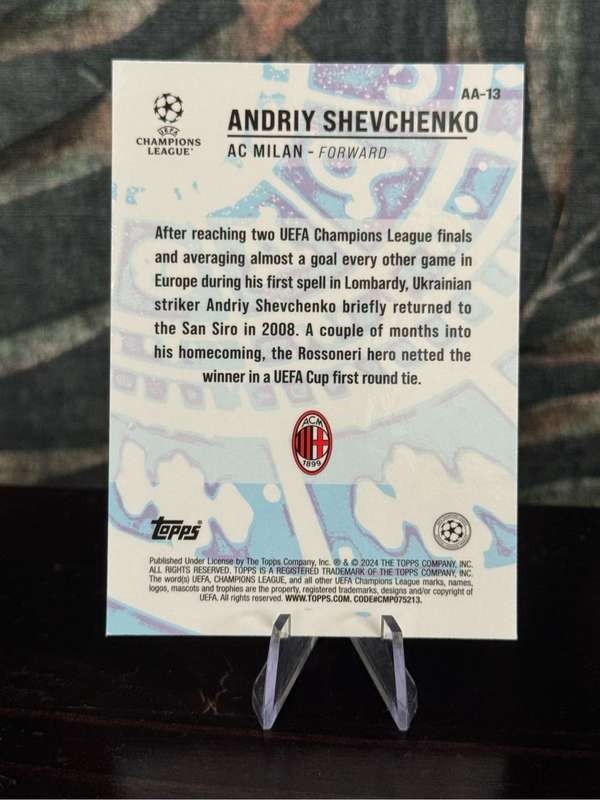 AA-13
ANDRIY SHEVCHENKO
UEFA
CHAMPIONS
LEAGUE
AC MILAN - FORWARD
After reaching two UEFA Champions League finals
and averaging almost a goal every other game in
Europe during his first spell in Lombardy, Ukrainian
striker Andriy Shevchenko briefly returned to
the San Siro in 2008. A couple of months into
his homecoming, the Rossoneri hero netted the
winner in a UEFA Cup first round tie.
ACM
1899
Topps
Published Under License by The Topps Company, Inc. ® & © 2024 THE TOPPS COMPANY, INC.
ALL RIGHTS RESERVED. TOPPS IS A REGISTERED TRADEMARK OF THE TOPPS COMPANY, INC.
The word(s) UEFA, CHAMPIONS LEAGUE, and all other UEFA Champions League marks, names,
logos, mascots and trophies are the property, registered trademarks, designs and/or copyright of
UEFA. All rights reserved. WWW.TOPPS.COM. CODE#CMP075213.